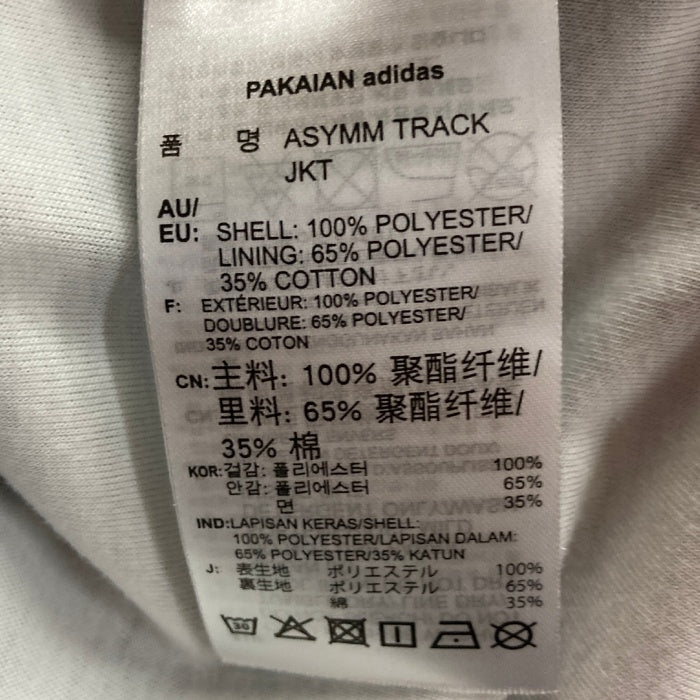 PAKAIAN adidas
품 명 ASYMM TRACK
JKT
AU/
EU: SHELL: 100% POLYESTER/
LINING: 65% POLYESTER/
35% COTTON
F: EXTÉRIEUR: 100% POLYESTER/
DOUBLURE: 65% POLYESTER/
35% COTON
CN: 主料: 100% 聚酯纤维/
里料: 65% 聚酯纤维/
35% 棉
KOR: 겉감: 폴리에스터 100%
안감: 폴리에스터 65%
면 35%
IND: LAPISAN KERAS/SHELL:
100% POLYESTER/LAPISAN DALAM:
65% POLYESTER/35% KATUN
J: 表生地 ポリエステル 100%
裏生地 ポリエステル 65%
綿 35%
30